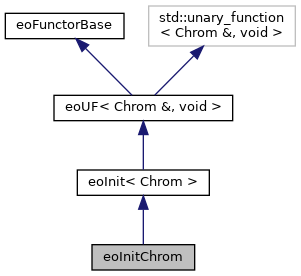 eoFunctorBase
std::unary_function
< Chrom &, void >
eoUF< Chrom &, void >
eoInit< Chrom >
eoInitChrom